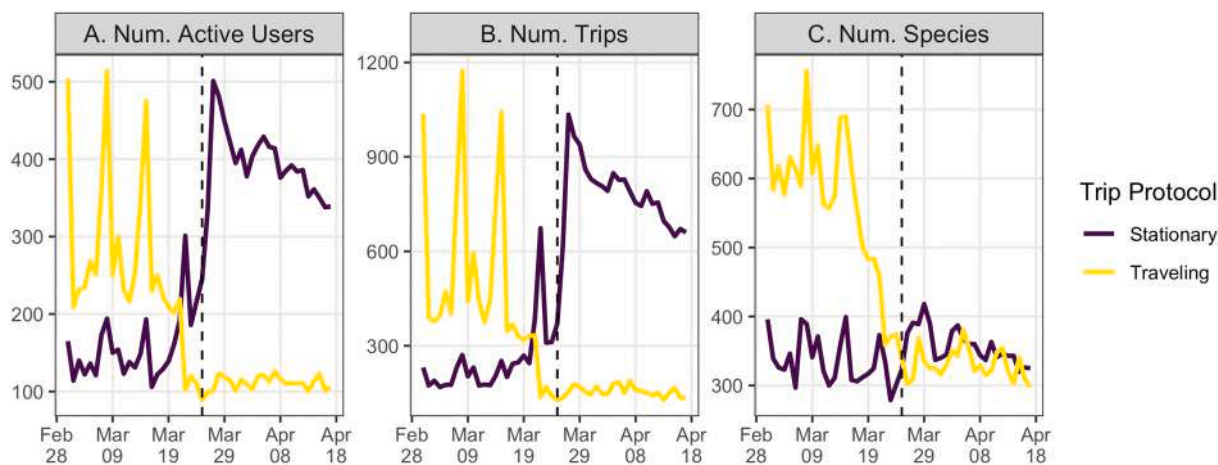 A. Num. Active Users
B. Num. Trips
C. Num. Species
500
400
300
200
100
1200
900
600
300
700
600
500
400
300
Feb 28
Mar 09
Mar 19
Mar 29
Apr 08
Apr 18
Feb 28
Mar 09
Mar 19
Mar 29
Apr 08
Apr 18
Feb 28
Mar 09
Mar 19
Mar 29
Apr 08
Apr 18
Trip Protocol
Stationary
Traveling